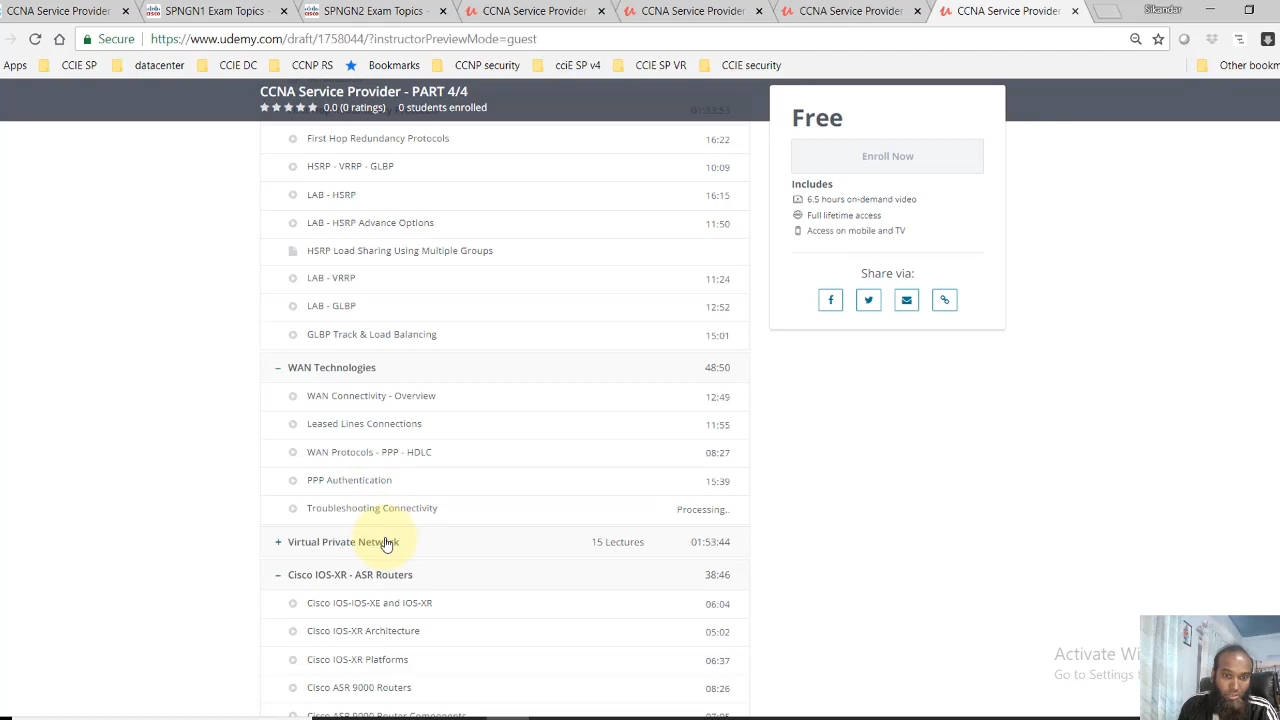 CCNA Service Provider
SPNGN1 Exam Topics -
SPNGN2 Exam Topics -
CCNA Service Provider
CCNA Service Provider
CCNA Service Provider
CCNA Service Provider
Sikandar
Secure
https://www.udemy.com/draft/1758044/?instructorPreviewMode=guest
Apps
CCIE SP
datacenter
CCIE DC
CCNP RS
Bookmarks
CCNP security
cciE SP v4
CCIE SP VR
CCIE security
Other bookm
CCNA Service Provider - PART 4/4
0.0 (0 ratings) 0 students enrolled
01:33:53
First Hop Redundancy Protocols 16:22
HSRP - VRRP - GLBP 10:09
LAB - HSRP 16:15
LAB - HSRP Advance Options 11:50
HSRP Load Sharing Using Multiple Groups
LAB - VRRP 11:24
LAB - GLBP 12:52
GLBP Track & Load Balancing 15:01
– WAN Technologies 48:50
WAN Connectivity - Overview 12:49
Leased Lines Connections 11:55
WAN Protocols - PPP - HDLC 08:27
PPP Authentication 15:39
Troubleshooting Connectivity Processing..
+ Virtual Private Network 15 Lectures 01:53:44
– Cisco IOS-XR - ASR Routers 38:46
Cisco IOS-IOS-XE and IOS-XR 06:04
Cisco IOS-XR Architecture 05:02
Cisco IOS-XR Platforms 06:37
Cisco ASR 9000 Routers 08:26
Cisco ASR 9000 Router Components 07:05
Free
Enroll Now
Includes
6.5 hours on-demand video
Full lifetime access
Access on mobile and TV
Share via:
Activate Wi
Go to Settings t